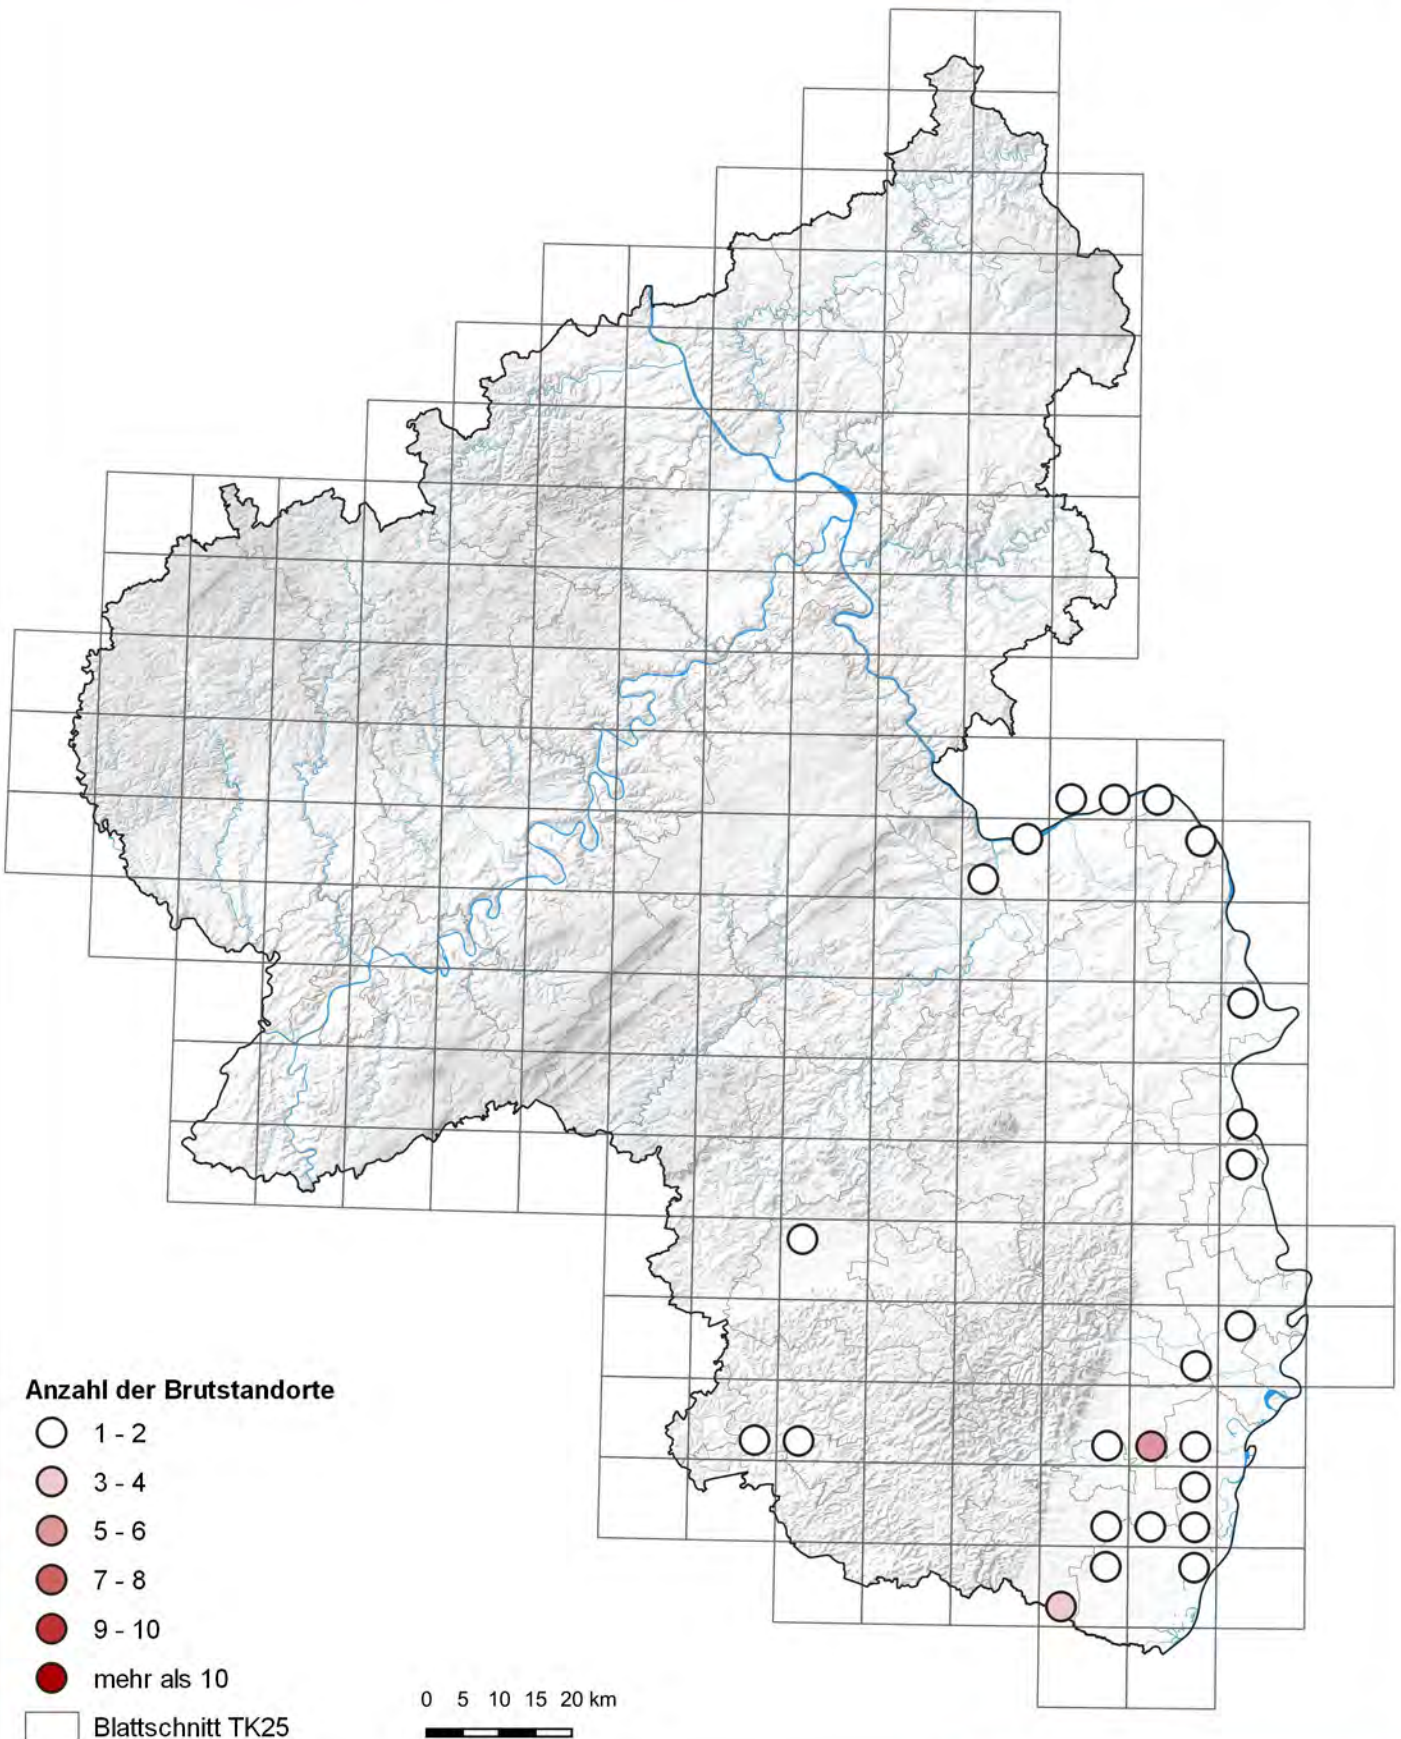 Anzahl der Brutstandorte
1 - 2
3 - 4
5 - 6
7 - 8
9 - 10
mehr als 10
Blattschnitt TK25
0 5 10 15 20 km